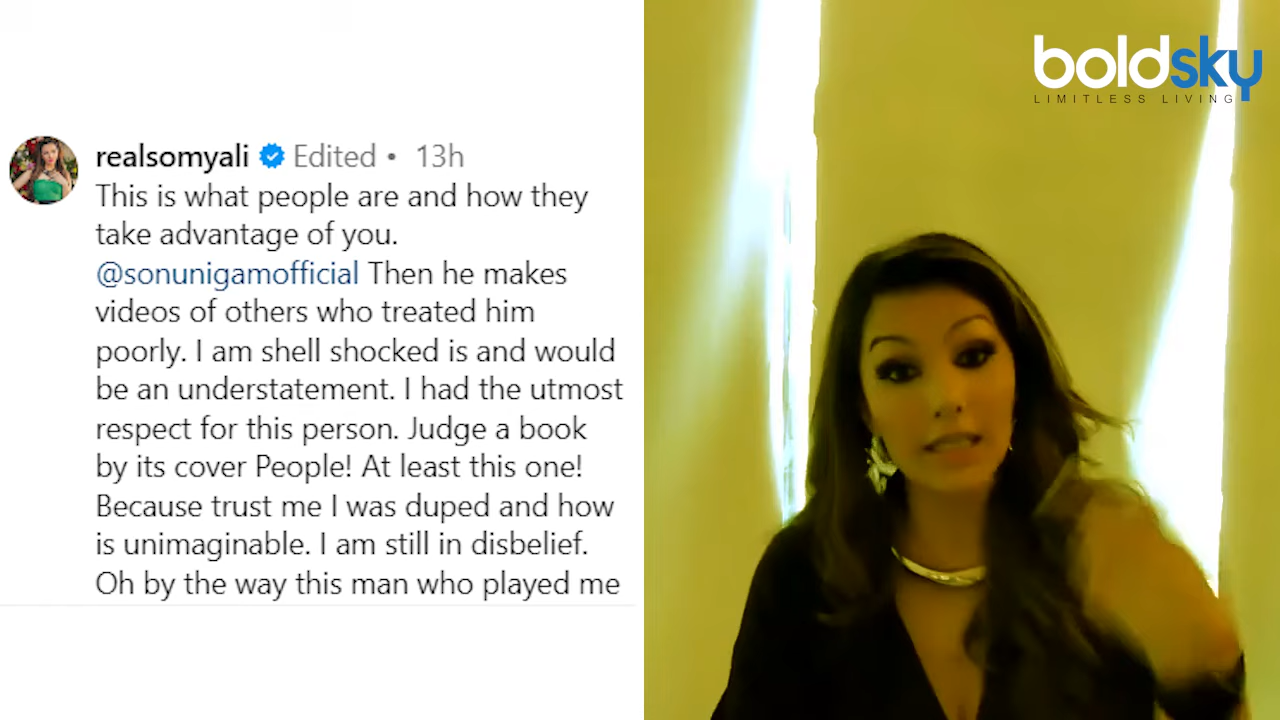 realsomyali Edited • 13h
This is what people are and how they
take advantage of you.
@sonunigamofficial Then he makes
videos of others who treated him
poorly. I am shell shocked is and would
be an understatement. I had the utmost
respect for this person. Judge a book
by its cover People! At least this one!
Because trust me I was duped and how
is unimaginable. I am still in disbelief.
Oh by the way this man who played me
boldsky
LIMITLESS LIVING